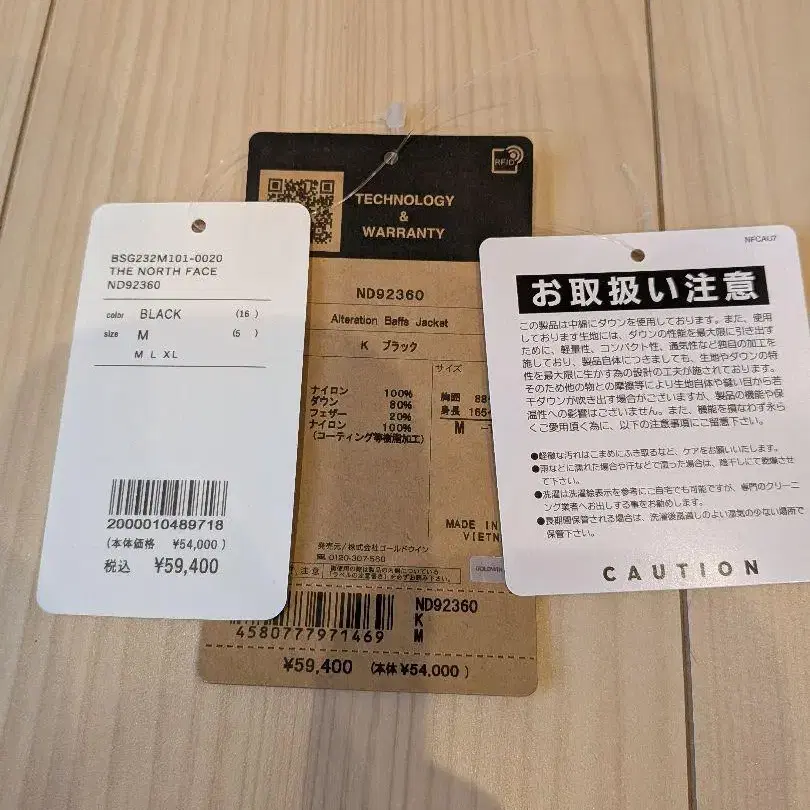 BSG232M101-0020
THE NORTH FACE
ND92360
color BLACK (16 )
size M (5 )
M L XL
2000010489718
(本体価格 ¥54,000)
税込 ¥59,400
RFID
TECHNOLOGY
&
WARRANTY
ND92360
Alteration Baffs Jacket
K ブラック
サイズ
ナイロン 100%
ダウン 80%
フェザー 20%
ナイロン 100%
(コーティング等樹脂加工)
胸囲 88
身長 165
M
MADE IN
VIETN
発売元/株式会社ゴールドウイン
0120-307-560
注意
GOLDWIN
4580777971469
ND92360
K
M
¥59,400 (本体¥54,000 )
NFCAU7
お取扱い注意
この製品は中綿にダウンを使用しております。また、使用
しております生地には、ダウンの性能を最大限に引き出す
ために、軽量性、コンパクト性、通気性など独自の加工を
施しており、製品自体につきましても、生地やダウンの特
性を最大限に生かす為の設計の工夫が施されております。
そのため他の物との摩擦等により生地自体や縫い目から若
干ダウンが吹き出す場合がございますが、製品の機能や保
温性への影響はございません。また、機能を損なわず永ら
くご愛用頂く為に、以下の注意事項にご留意下さい。
●軽微な汚れはこまめにふき取るなど、ケアをお願いいたします。
●雨などに濡れた場合や汗などで湿った場合は、陰干しにて乾燥させ
て下さい。
●洗濯は洗濯絵表示を参考にご自宅でも可能ですが、専門のクリーニ
ング業者へお出しする事をお勧めします。
●長期間保管される場合は、洗濯後風通しのよい湿気の少ない場所で
保管下さい。
CAUTION